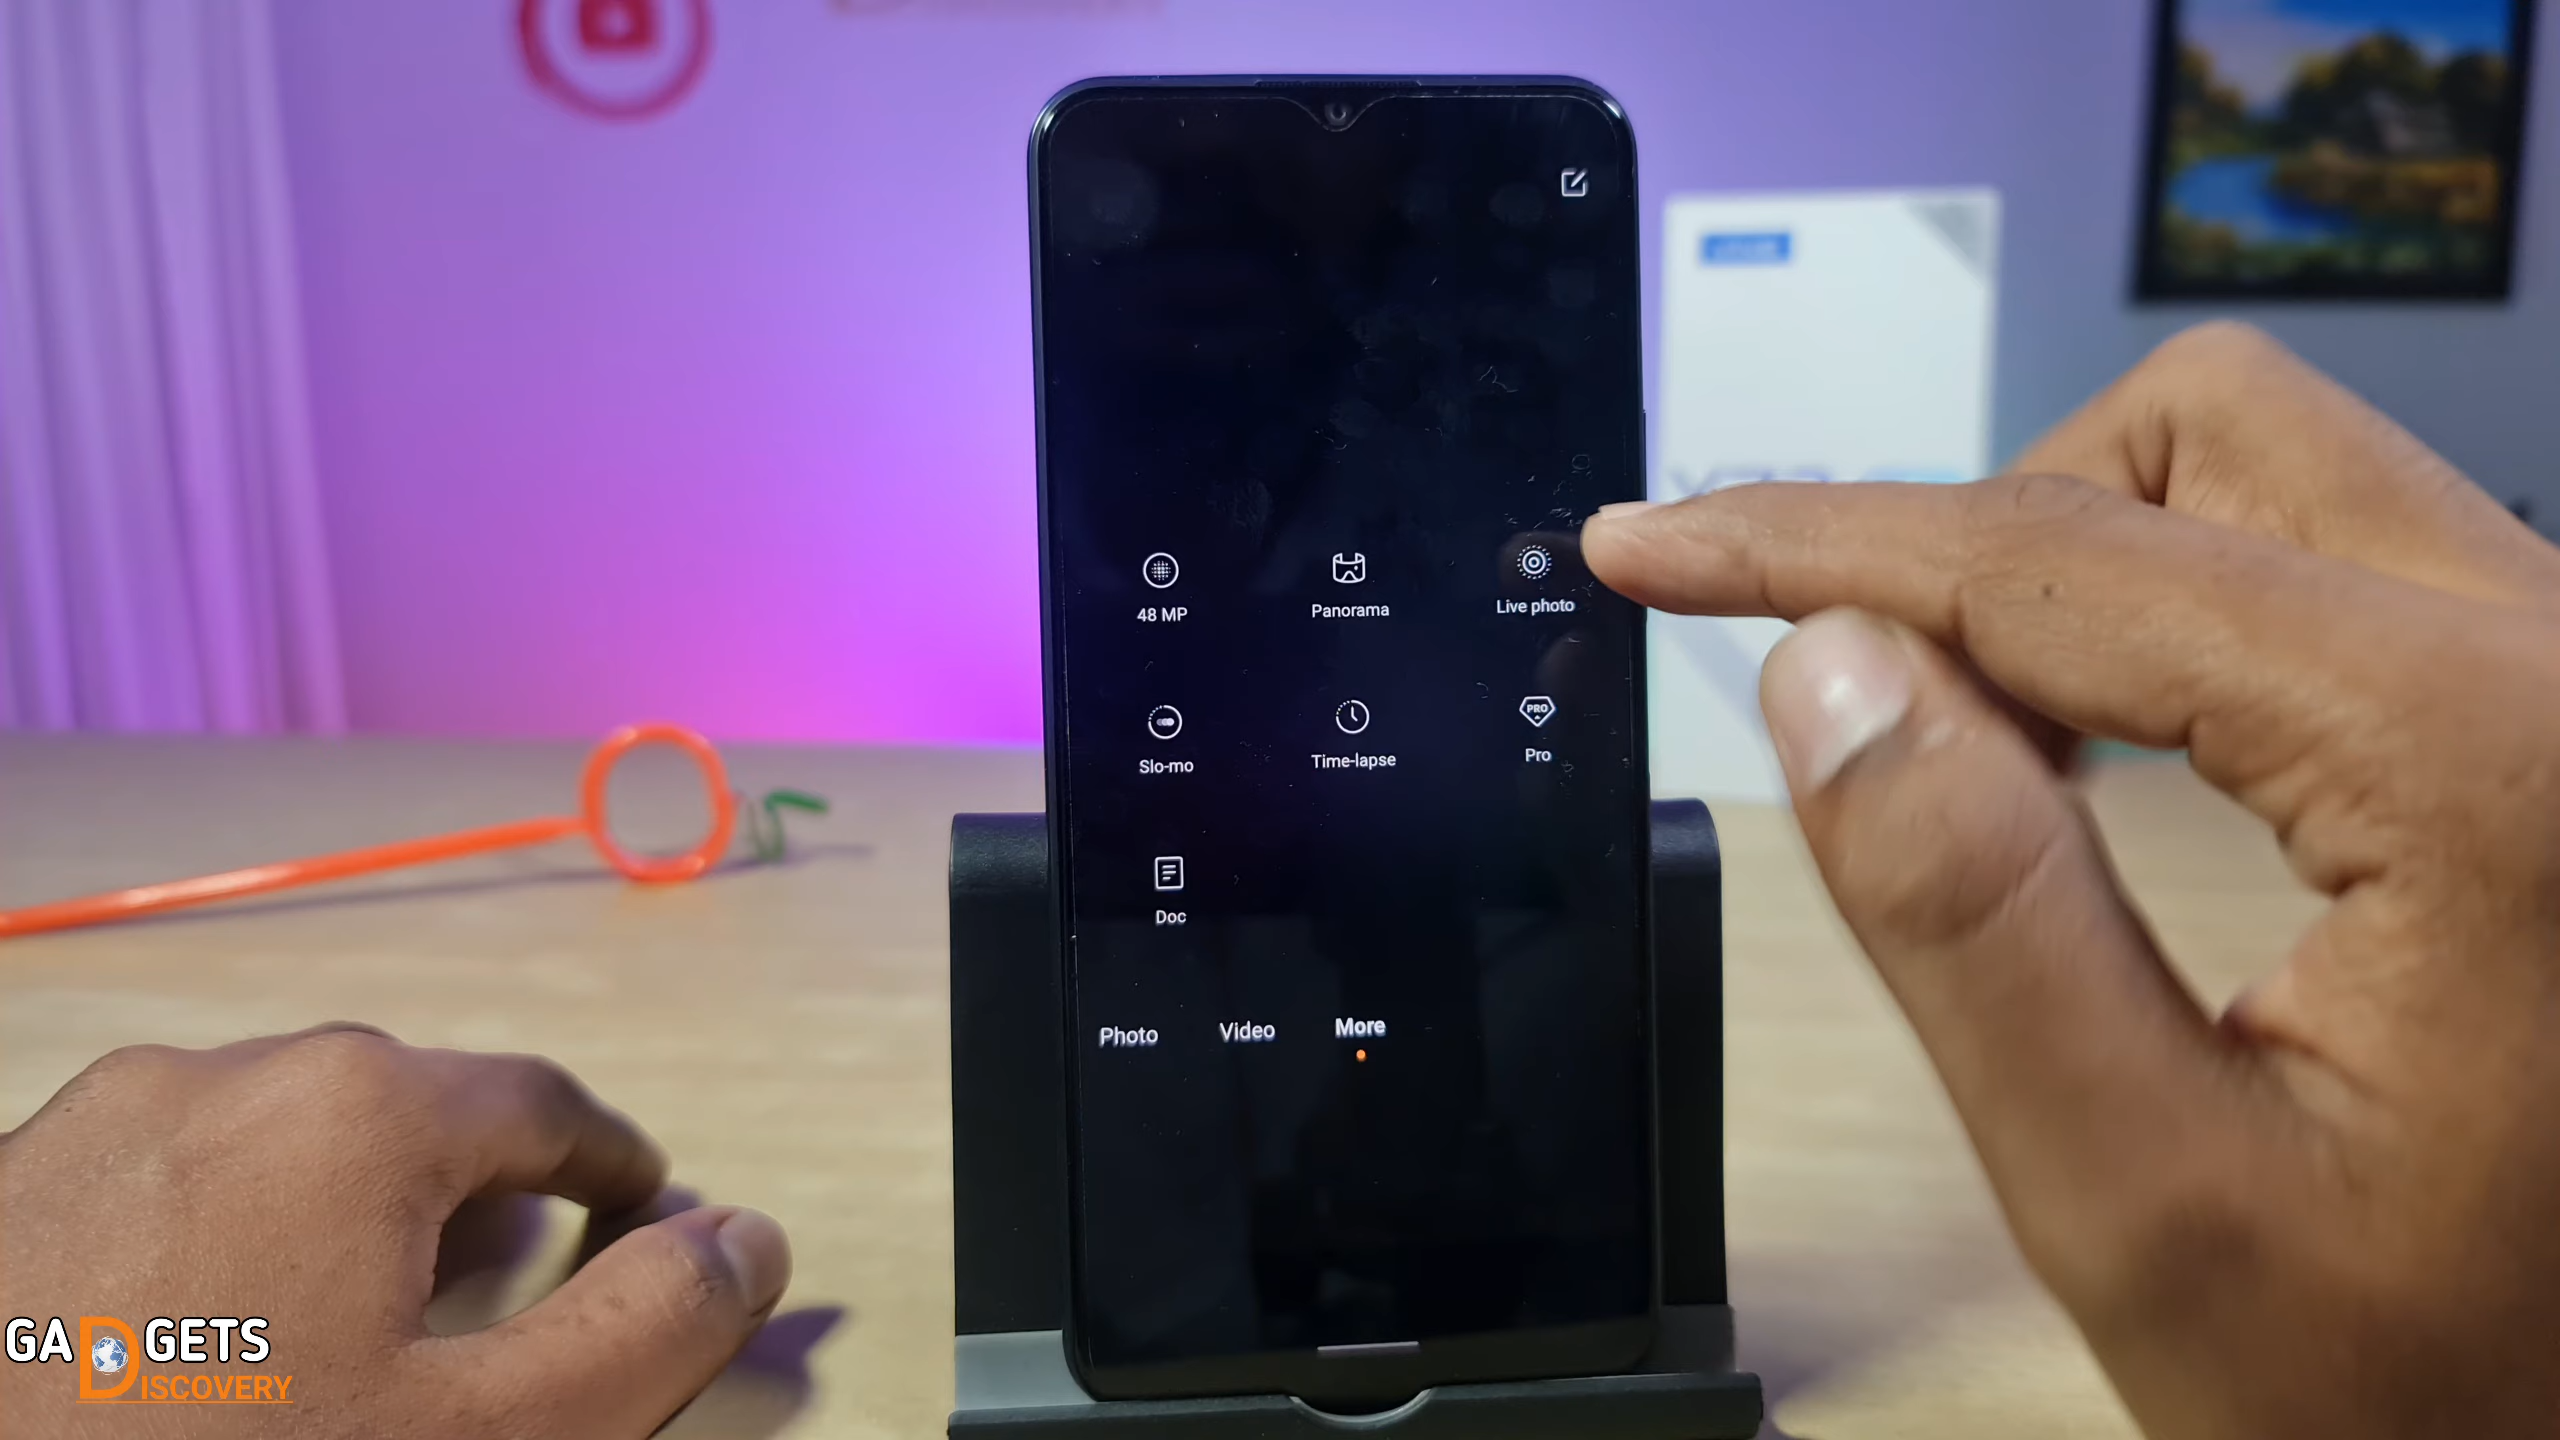 48 MP
Panorama
Live photo
Slo-mo
Time-lapse
PRO
Pro
Doc
Photo
Video
More
GADGETS
DISCOVERY